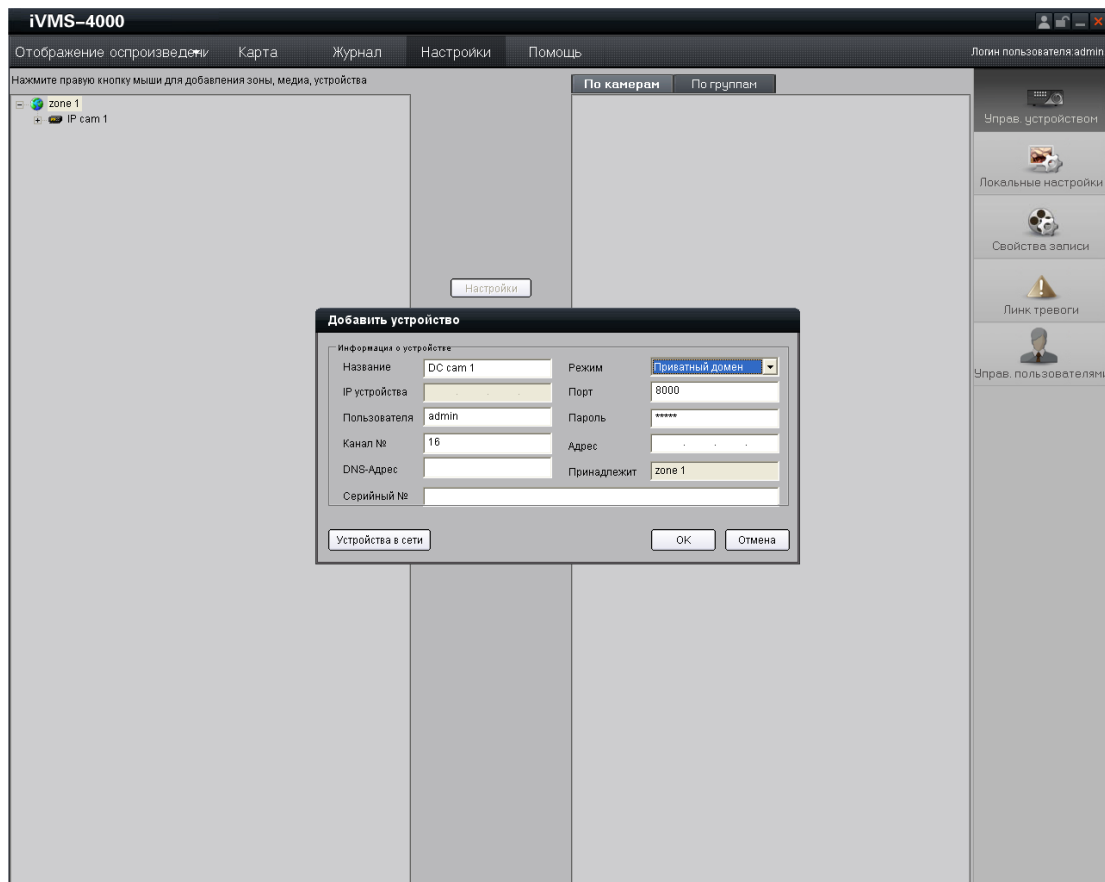 iVMS-4000
Отображение оспроизведени Карта Журнал Настройки Помощь Логин пользователя:admin
Нажмите правую кнопку мыши для добавления зоны, медиа, устройства
По камерам По группам
zone 1
IP cam 1
Управ. устройством
Локальные настройки
Свойства записи
Линк тревоги
Управ. пользователями
Настройки
Добавить устройство
Информация о устройстве
Название DC cam 1 Режим Приватный домен
IP устройства Порт 8000
Пользователя admin Пароль *****
Канал № 16 Адрес . . .
DNS-Адрес Принадлежит zone 1
Серийный №
Устройства в сети OK Отмена